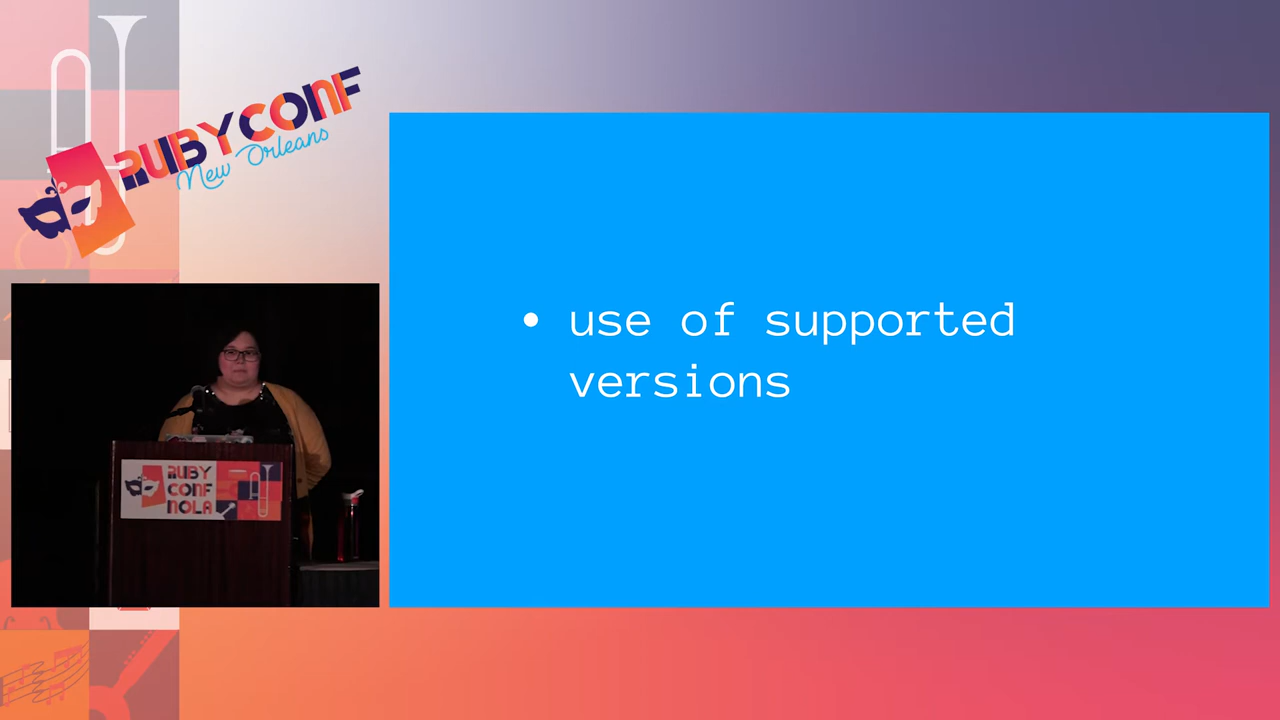 RUBYCONF
New Orleans
• use of supported
versions
RUBY
CONF
NOLA